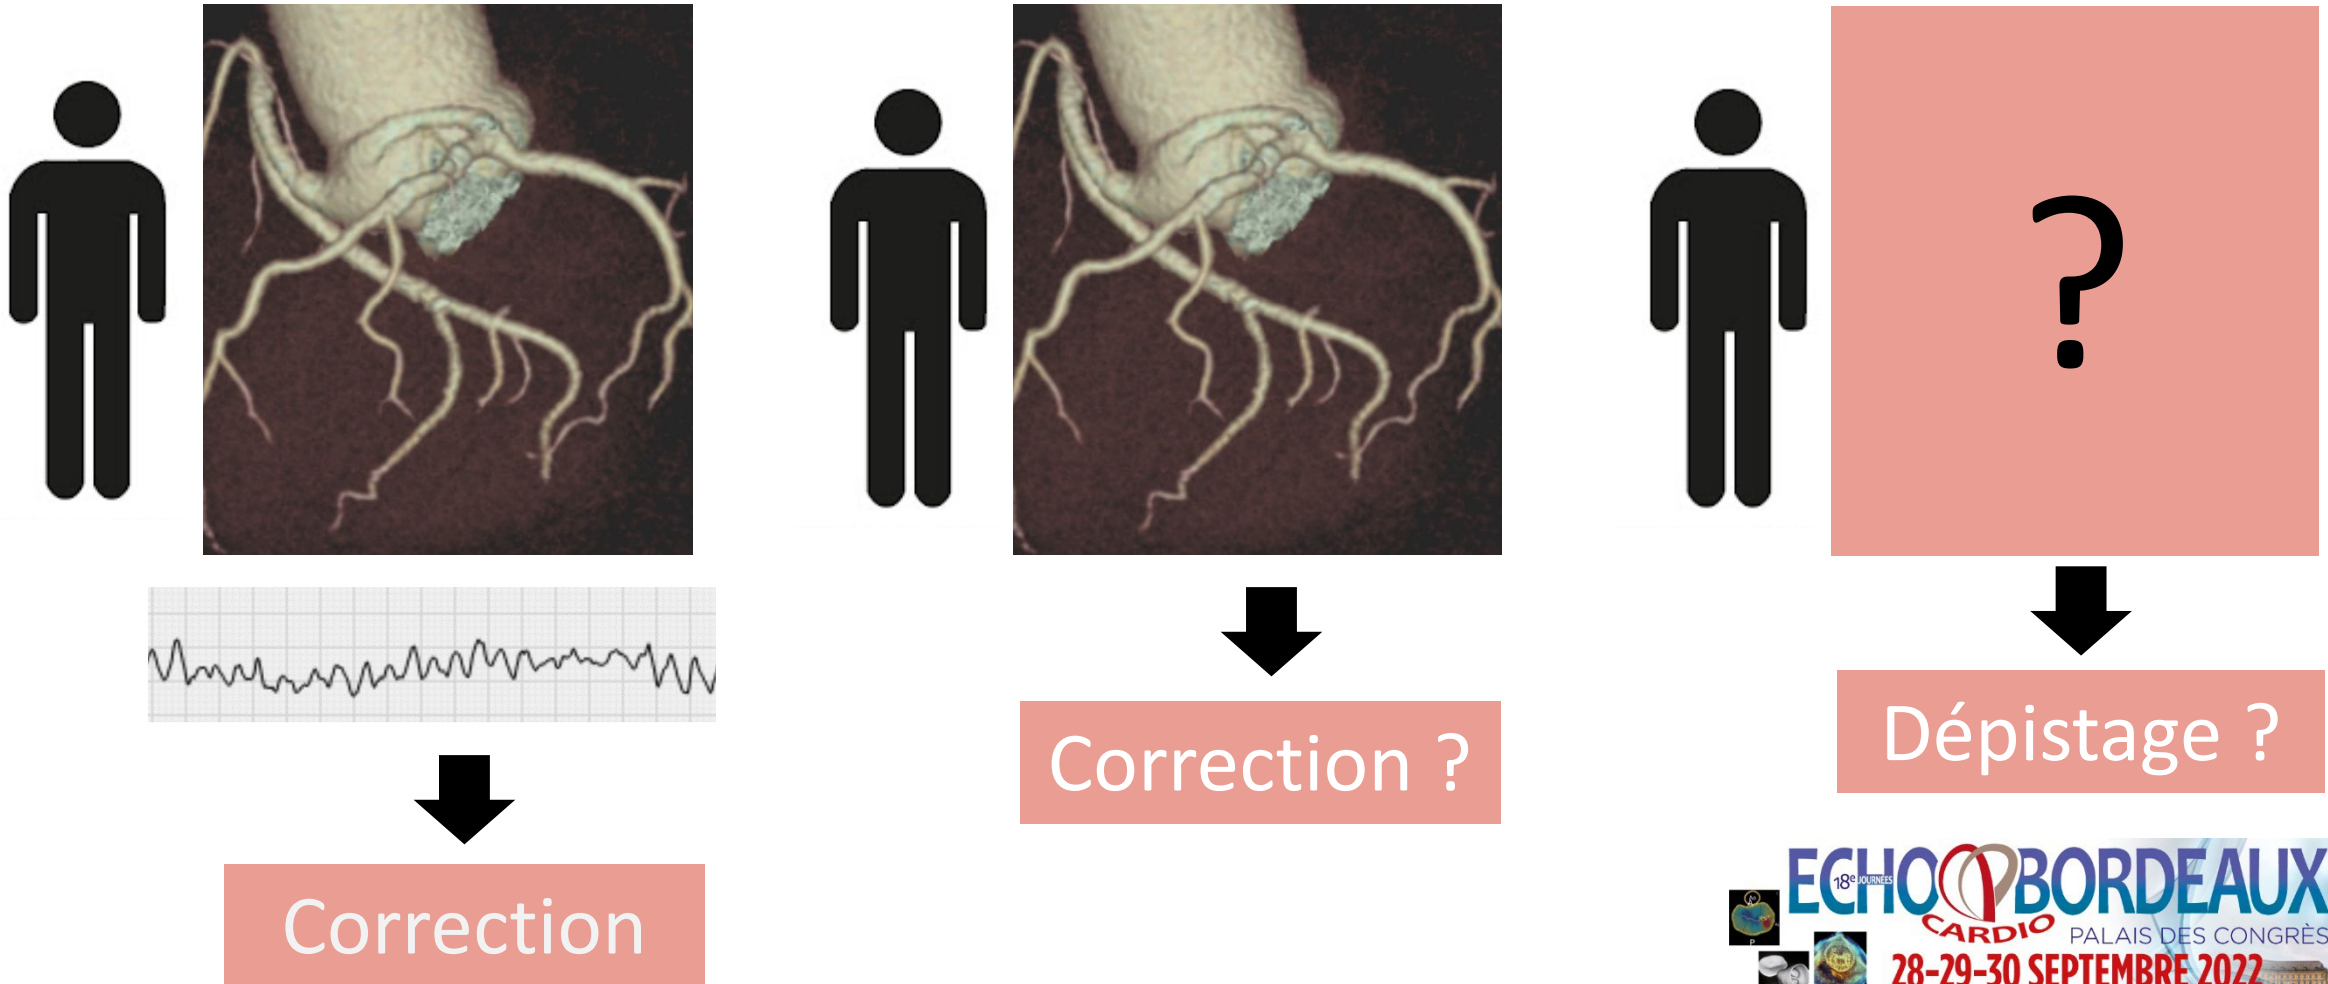 ?
Correction
Correction ?
Dépistage ?
ECHO BORDEAUX
18e JOURNÉES
CARDIO
PALAIS DES CONGRÈS
28-29-30 SEPTEMBRE 2022
P